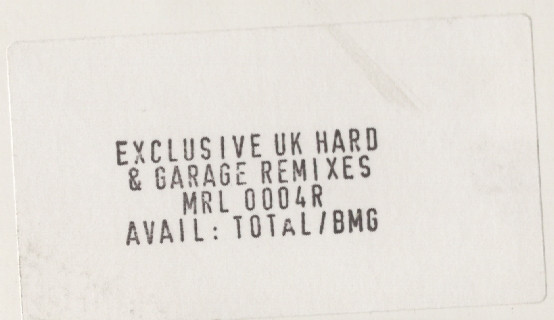 EXCLUSIVE UK HARD
& GARAGE REMIXES
MRL 0004R
AVAIL: TOTAL/BMG